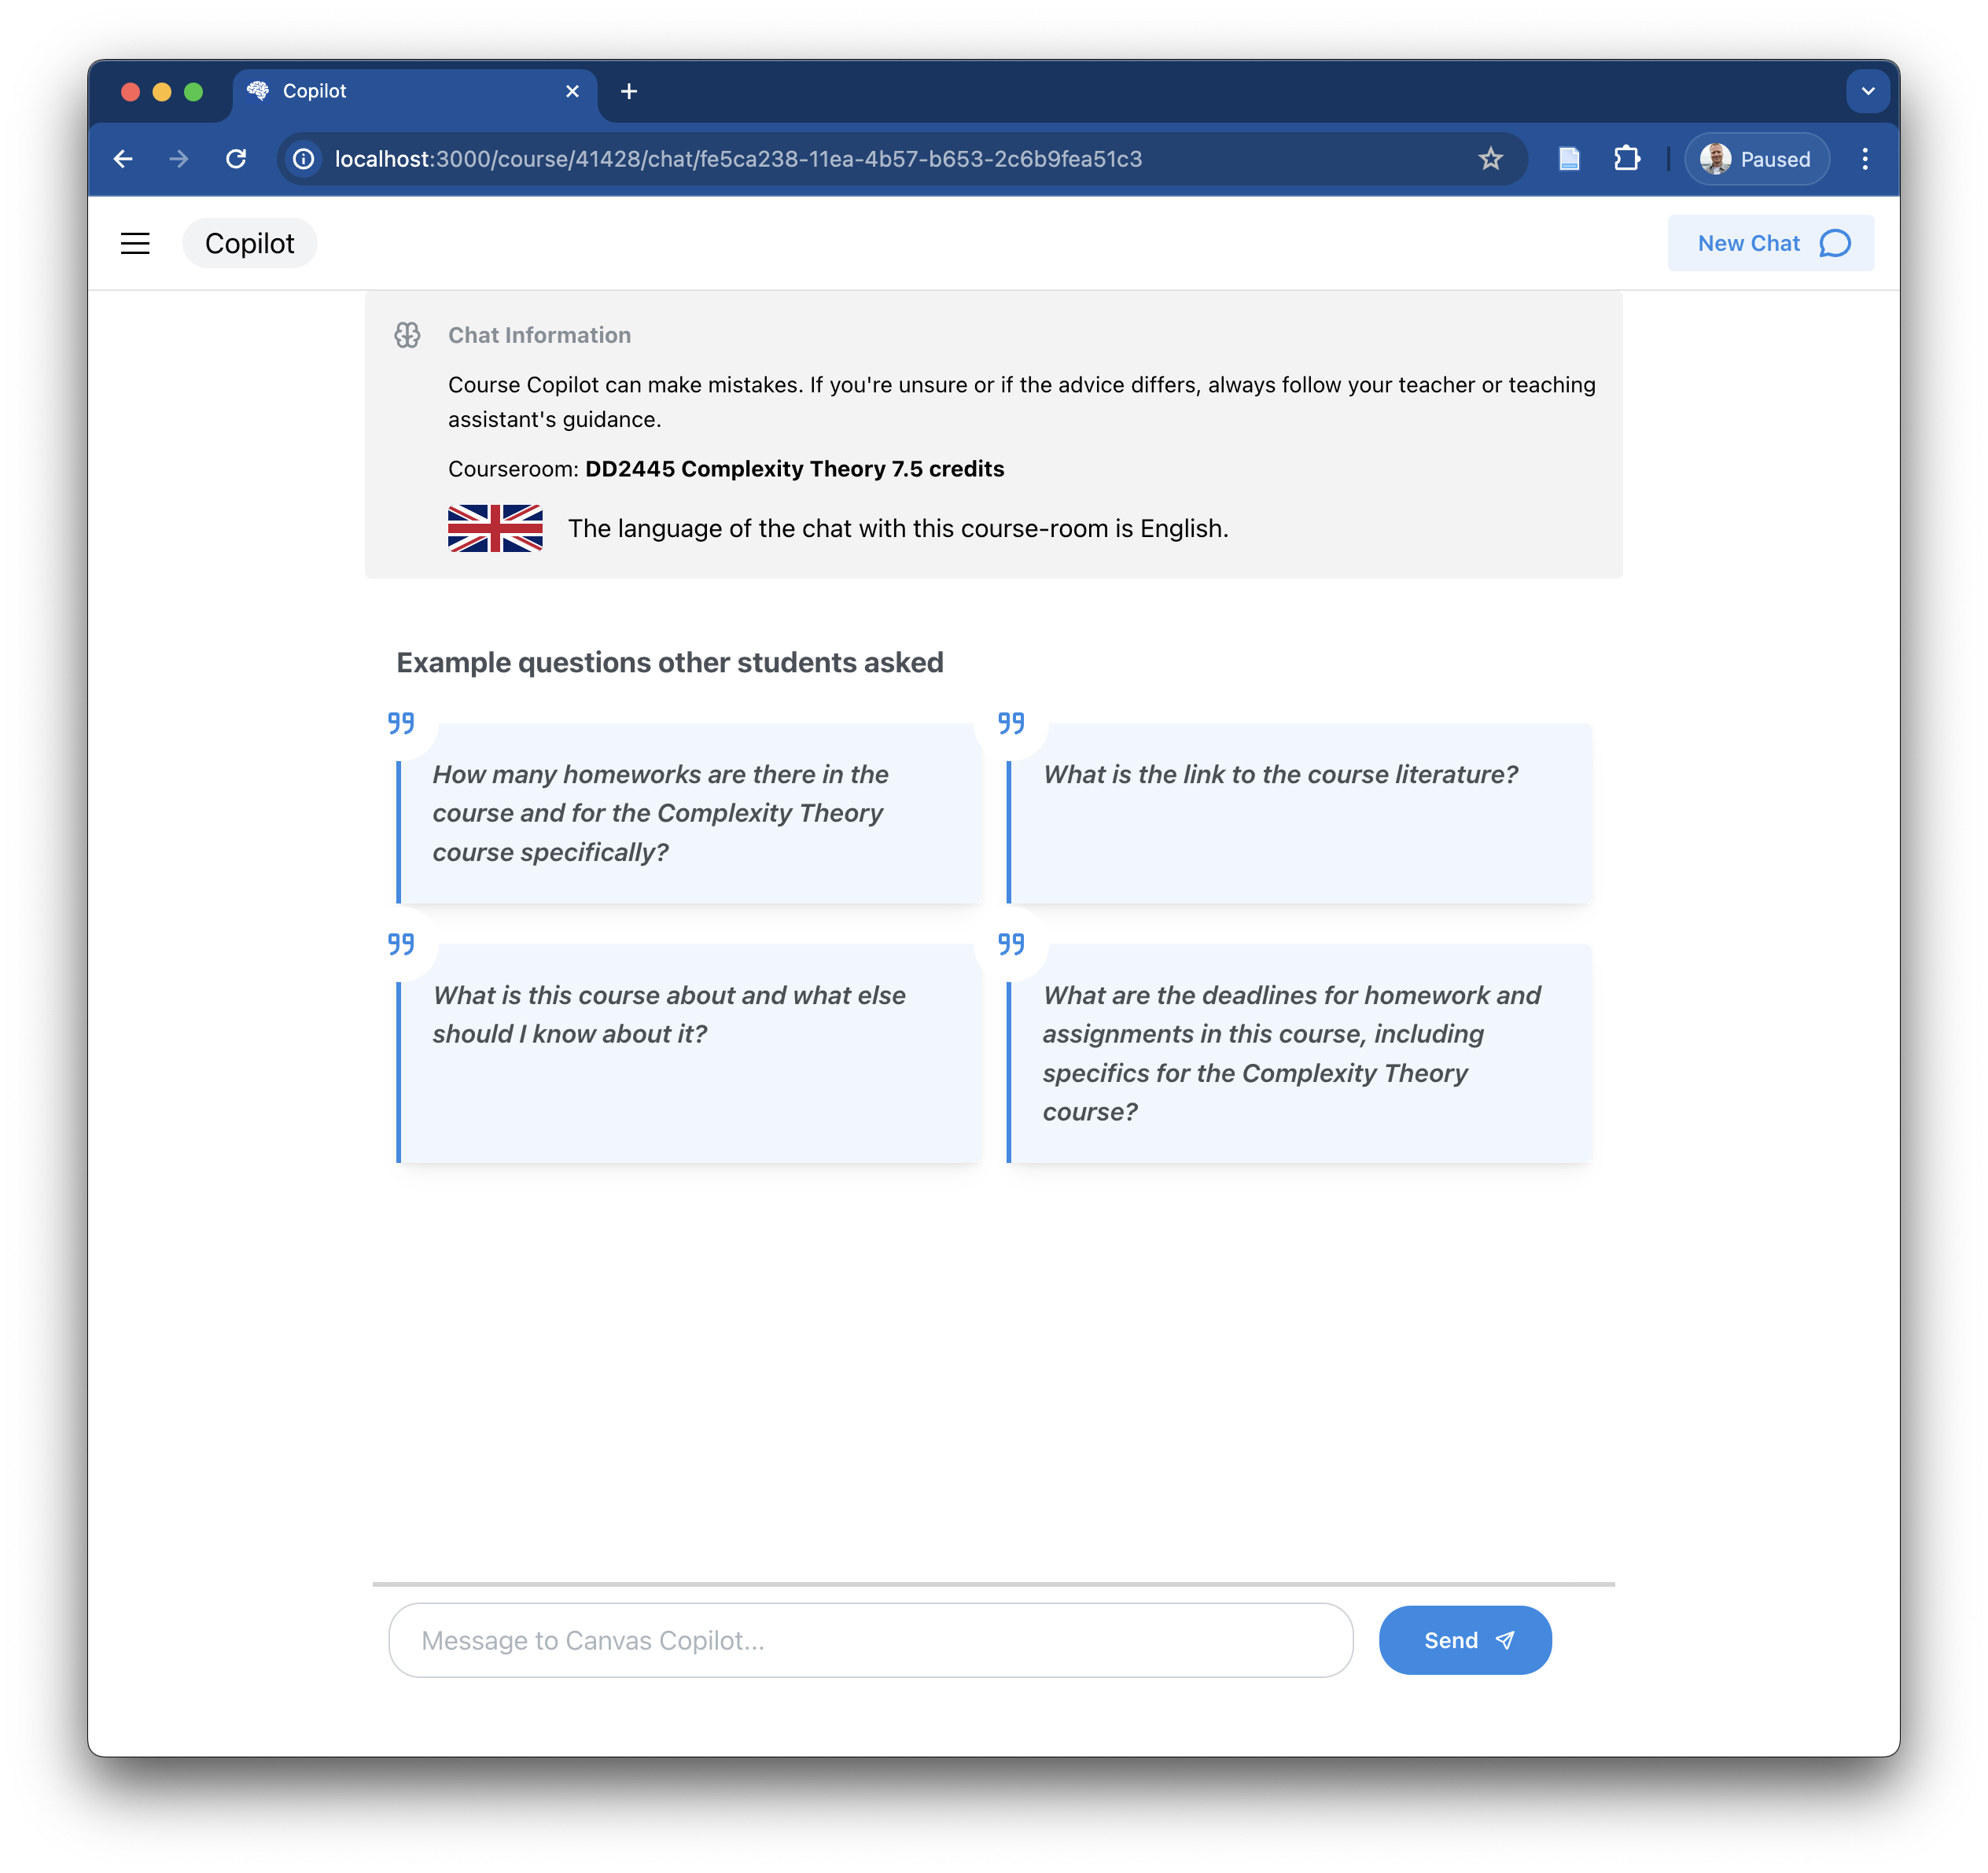 Copilot
localhost:3000/course/41428/chat/fe5ca238-11ea-4b57-b653-2c6b9fea51c3
Paused
Copilot
New Chat
Chat Information
Course Copilot can make mistakes. If you're unsure or if the advice differs, always follow your teacher or teaching
assistant's guidance.
Courseroom: DD2445 Complexity Theory 7.5 credits
The language of the chat with this course-room is English.
Example questions other students asked
How many homeworks are there in the
course and for the Complexity Theory
course specifically?
What is the link to the course literature?
What is this course about and what else
should I know about it?
What are the deadlines for homework and
assignments in this course, including
specifics for the Complexity Theory
course?
Message to Canvas Copilot...
Send